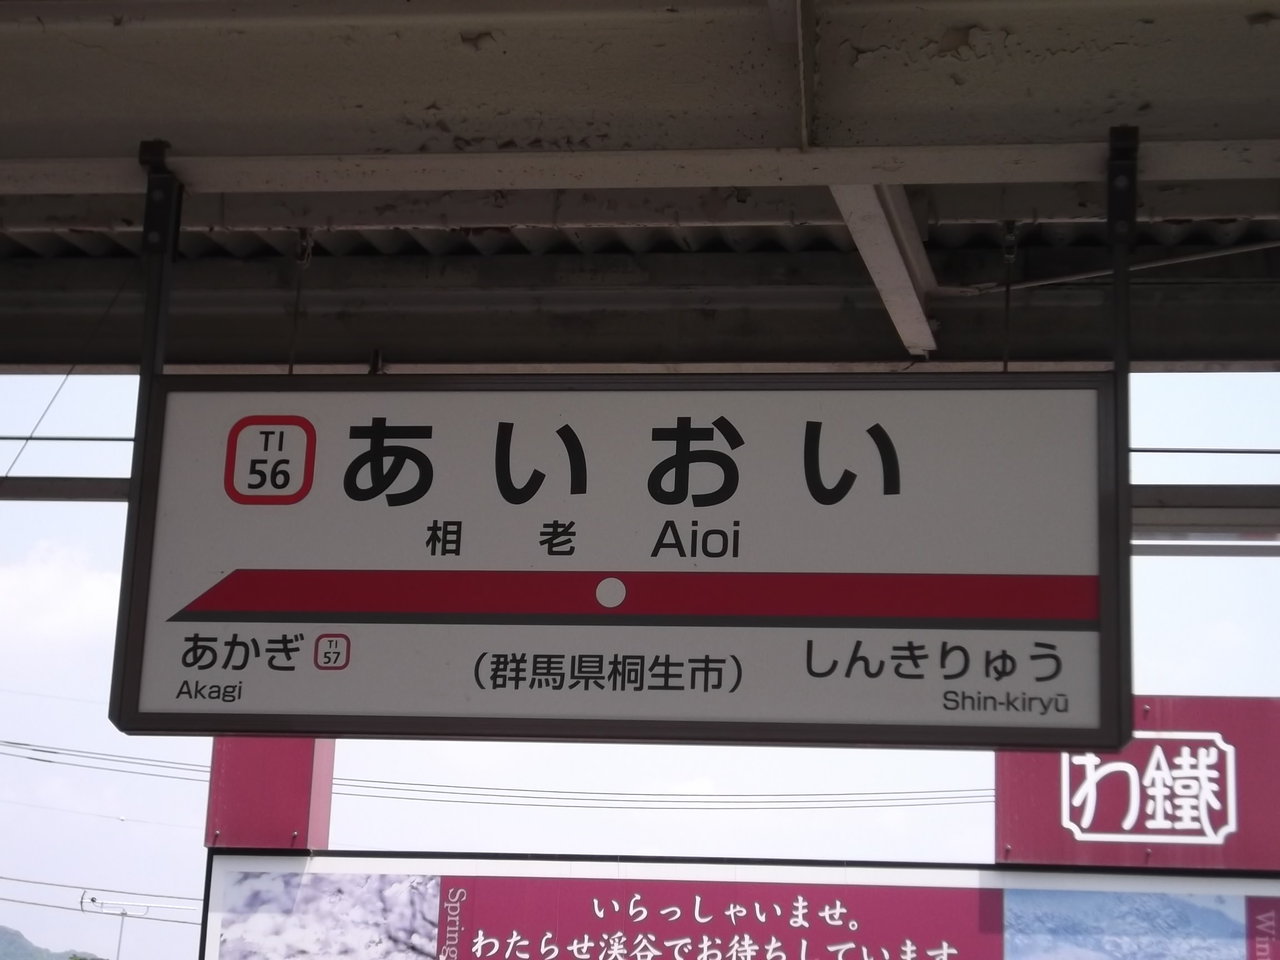 TI
56
あいおい
相老 Aioi
あかぎ TI 57
Akagi
(群馬県桐生市)
しんきりゅう
Shin-kiryū
わ鐵
Spring
いらっしゃいませ。
わたらせ渓谷でお待ちしています
Win